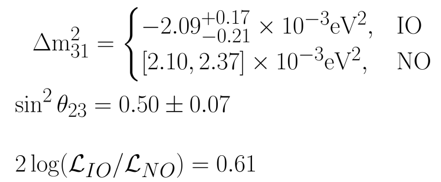 Δm²₃₁ = { −2.09⁺⁰·¹⁷₋₀.₂₁ × 10⁻³eV², IO
[2.10, 2.37] × 10⁻³eV², NO
sin² θ₂₃ = 0.50 ± 0.07
2 log(𝓛_IO/𝓛_NO) = 0.61